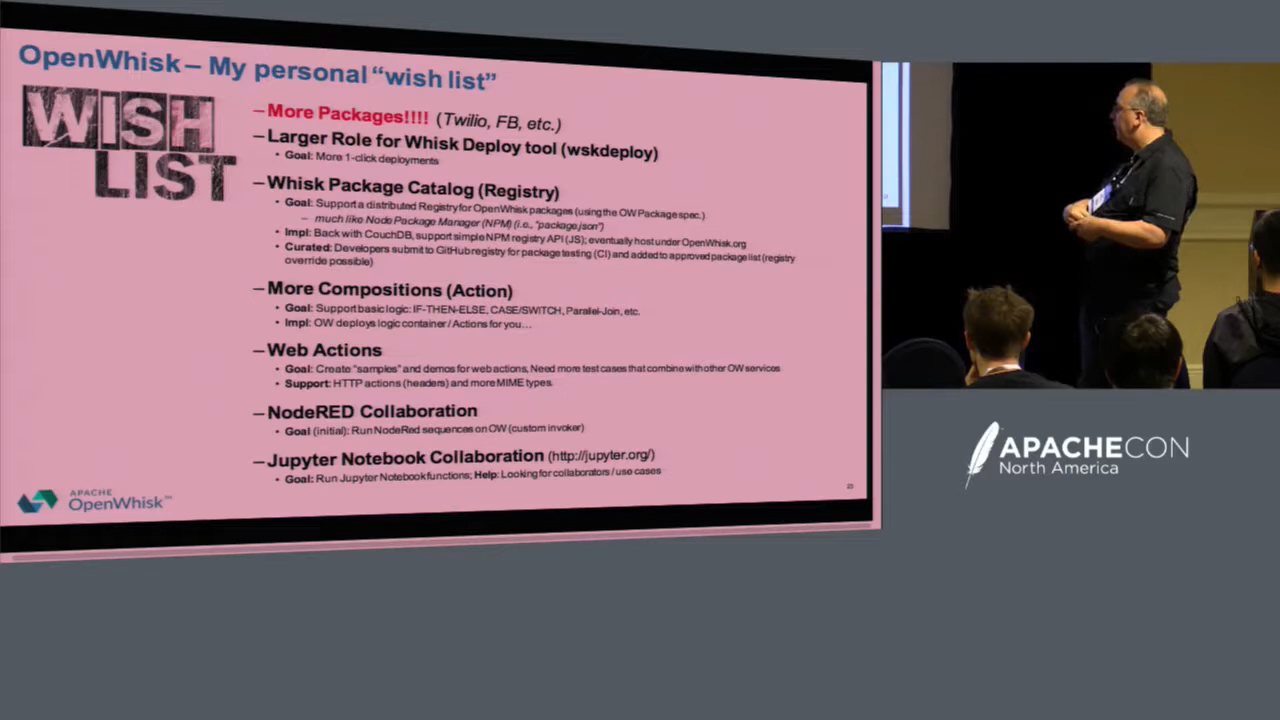 OpenWhisk – My personal “wish list”
WISH
LIST
– More Packages!!!! (Twilio, FB, etc.)
– Larger Role for Whisk Deploy tool (wskdeploy)
• Goal: More 1-click deployments
– Whisk Package Catalog (Registry)
• Goal: Support a distributed Registry for OpenWhisk packages (using the OW Package spec.)
– much like Node Package Manager (NPM) (i.e., “package.json”)
• Impl: Back with CouchDB, support simple NPM registry API (JS); eventually host under OpenWhisk.org
• Curated: Developers submit to GitHub registry for package testing (CI) and added to approved package list (registry
override possible)
– More Compositions (Action)
• Goal: Support basic logic: IF-THEN-ELSE, CASE/SWITCH, Parallel-Join, etc.
• Impl: OW deploys logic container / Actions for you…
– Web Actions
• Goal: Create “samples” and demos for web actions, Need more test cases that combine with other OW services
• Support: HTTP actions (headers) and more MIME types.
– NodeRED Collaboration
• Goal (initial): Run NodeRed sequences on OW (custom invoker)
– Jupyter Notebook Collaboration (http://jupyter.org/)
• Goal: Run Jupyter Notebook functions; Help: Looking for collaborators / use cases
APACHE
OpenWhisk™
23
APACHECON
North America